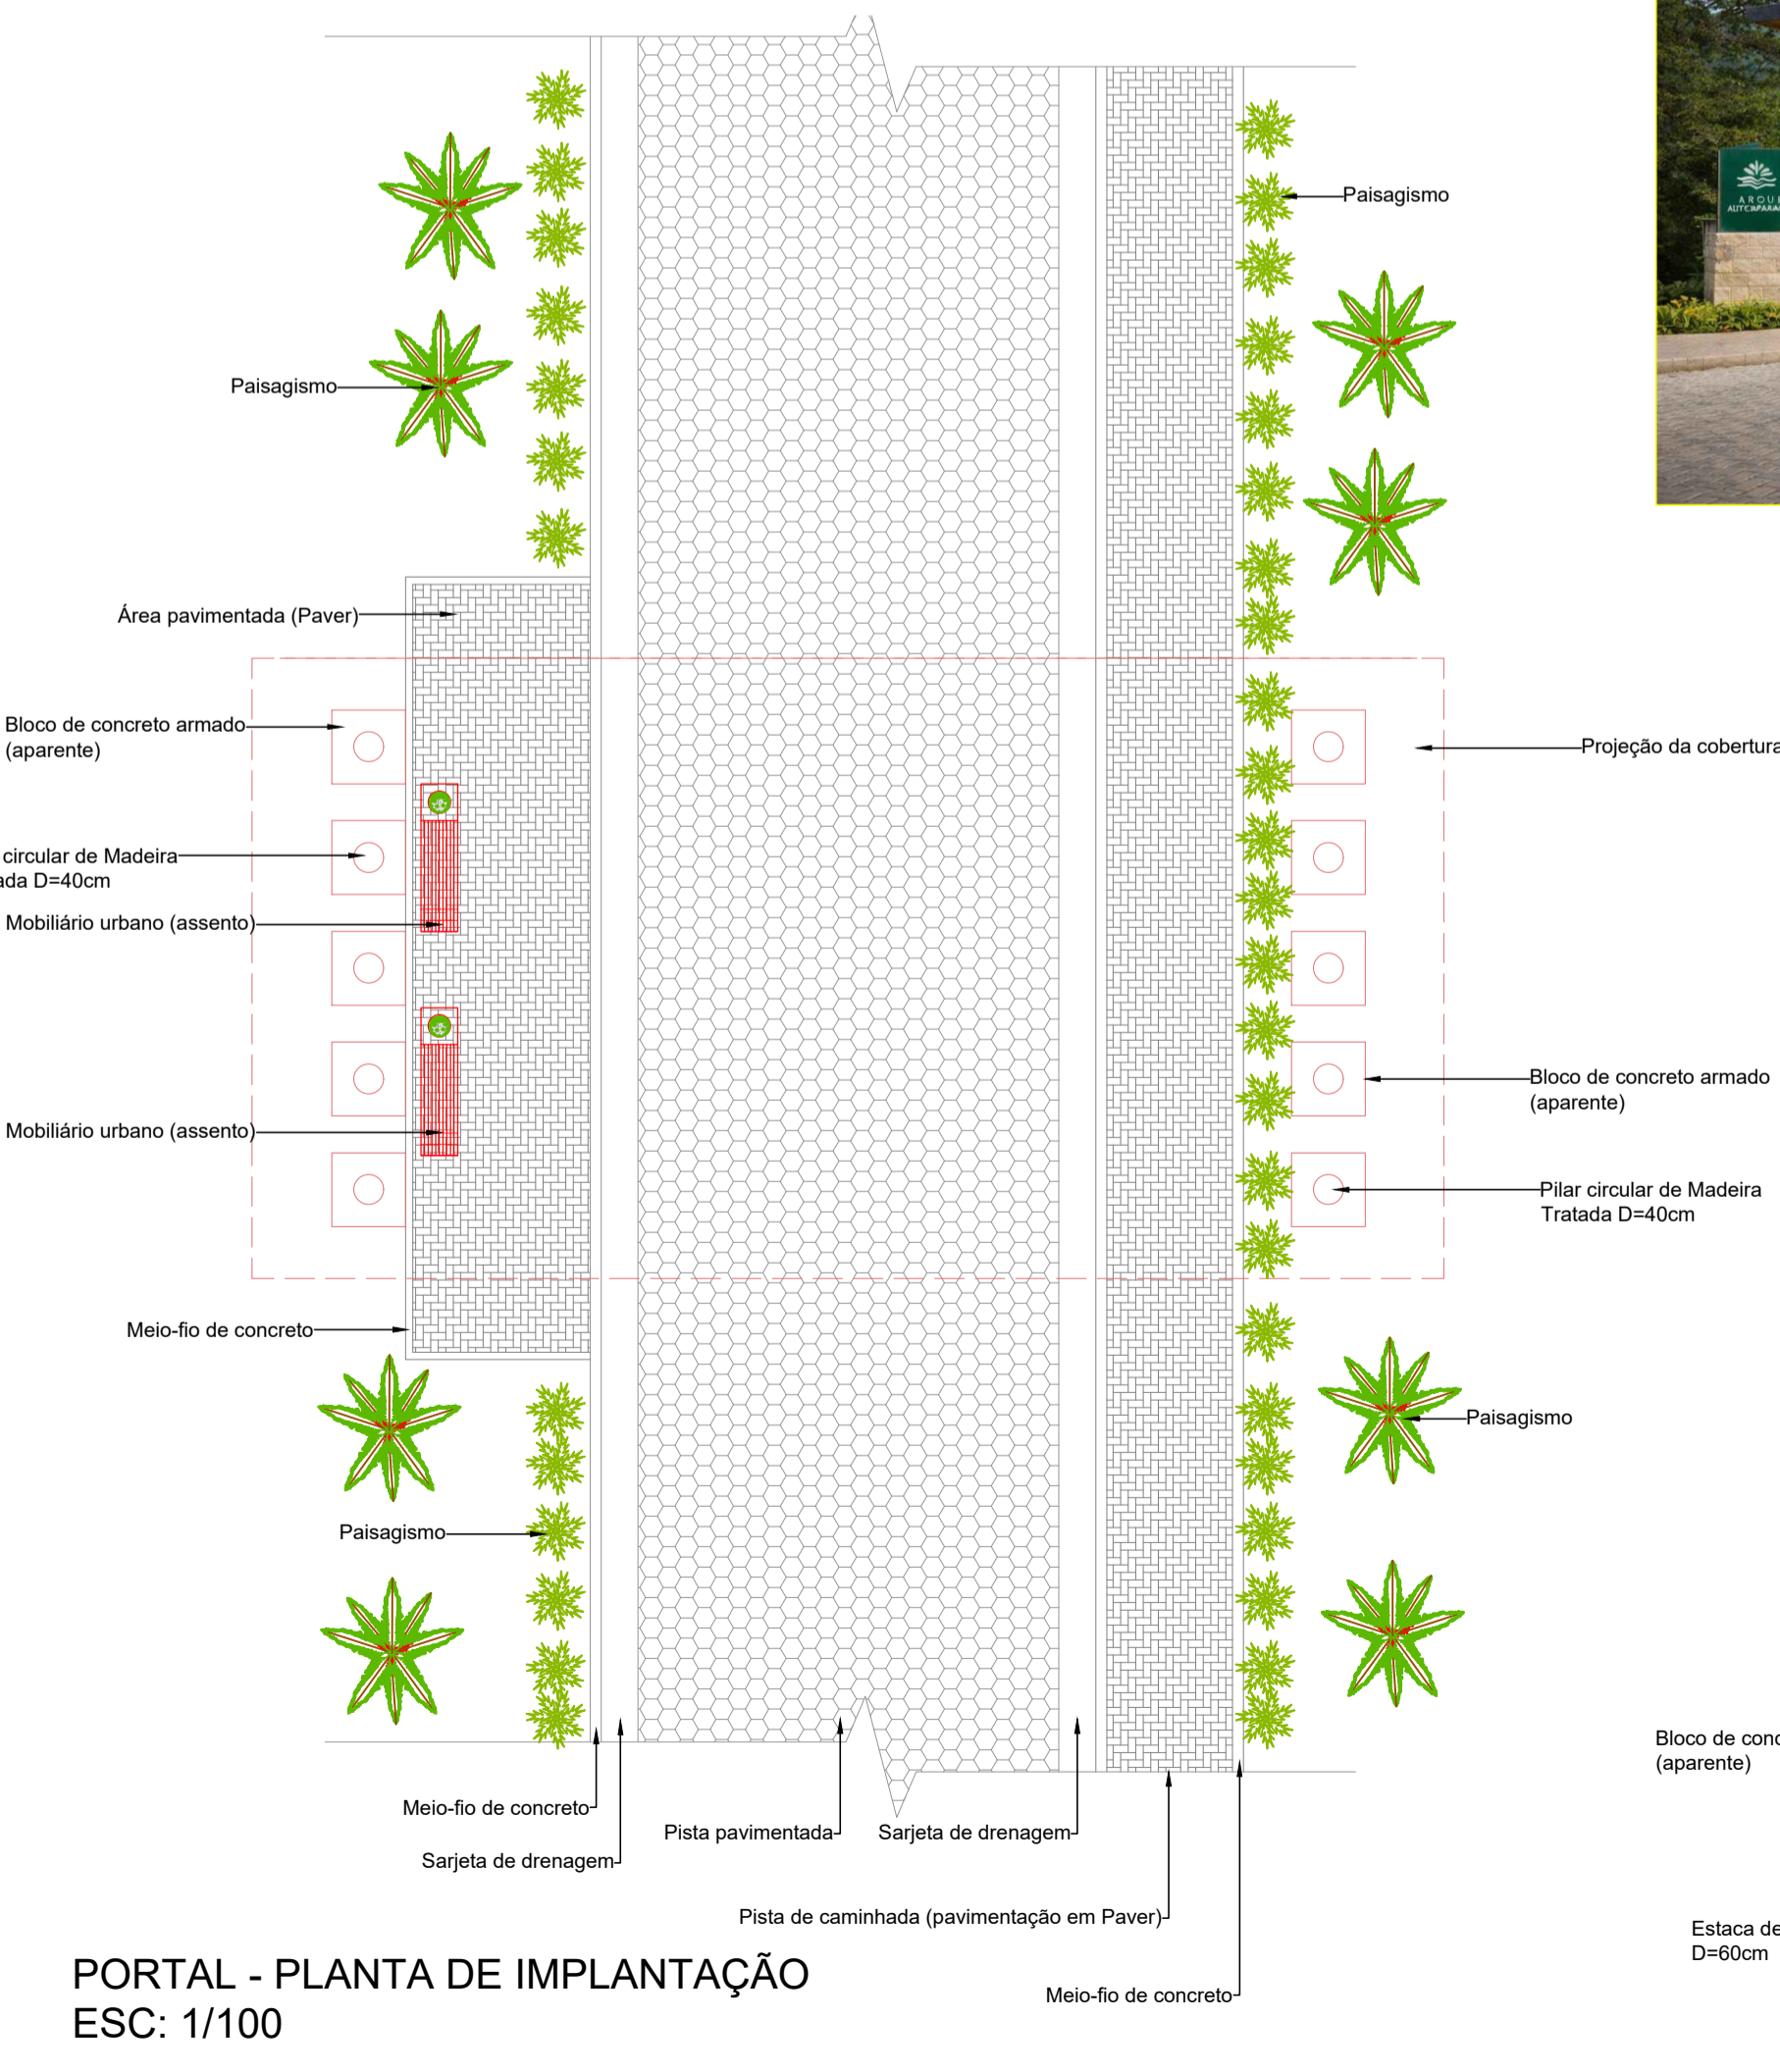 Paisagismo
Paisagismo
Área pavimentada (Paver)
Bloco de concreto armado
(aparente)
Projeção da cobertura
circular de Madeira
D=40cm
Mobiliário urbano (assento)
Bloco de concreto armado
(aparente)
Mobiliário urbano (assento)
Pilar circular de Madeira
Tratada D=40cm
Meio-fio de concreto
Paisagismo
Paisagismo
Bloco de
(aparente)
Meio-fio de concreto
Pista pavimentada
Sarjeta de drenagem
Sarjeta de drenagem
Pista de caminhada (pavimentação em Paver)
Estaca de
D=60cm
Meio-fio de concreto
PORTAL - PLANTA DE IMPLANTAÇÃO
ESC: 1/100